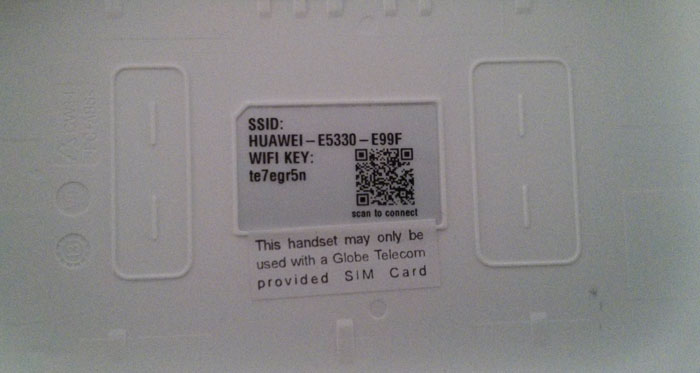 SSID:
HUAWEI-E5330-E99F
WIFI KEY:
te7egr5n
scan to connect
This handset may only be
used with a Globe Telecom
provided SIM Card